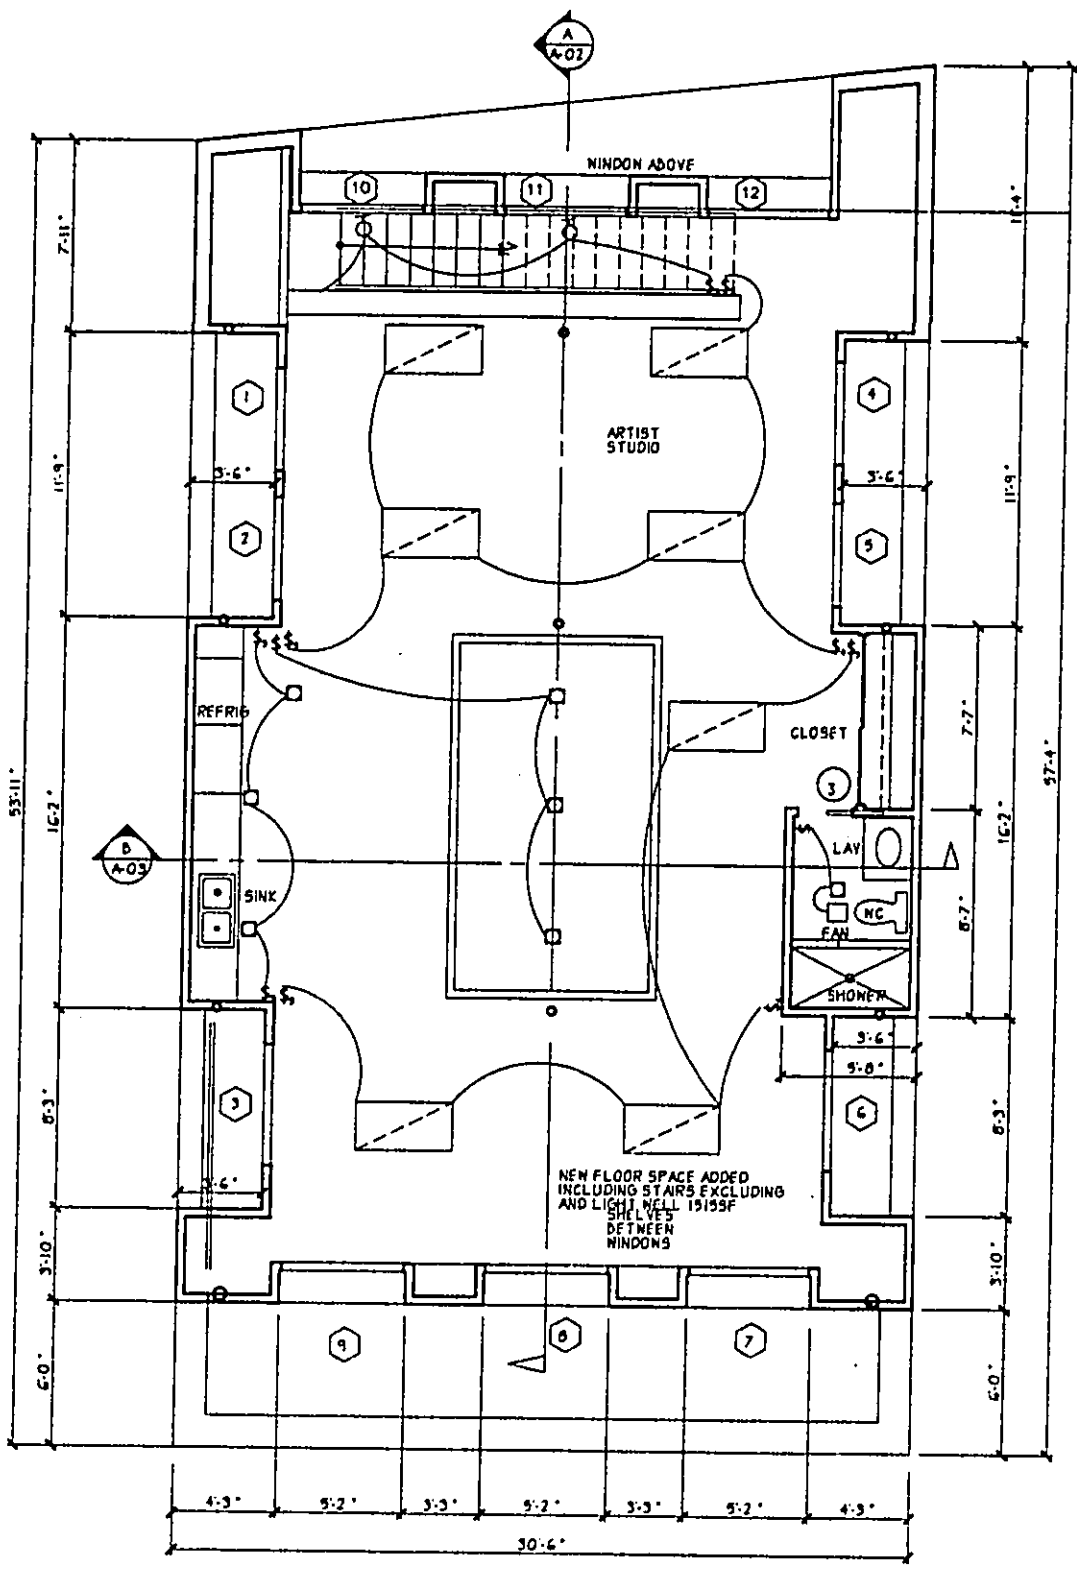 A
A-02
WINDOW ABOVE
10
11
12
7'-11"
11'-4"
1
4
ARTIST
STUDIO
11'-9"
3'-6"
3'-6"
11'-9"
2
5
REFRIG
CLOSET
7'-7"
53'-11"
57'-4"
3
16'-2"
16'-2"
B
A-03
LAY
SINK
WC
8'-7"
FAN
SHOWER
3'-6"
5'-8"
3
6
8'-3"
8'-3"
NEW FLOOR SPACE ADDED
INCLUDING STAIRS EXCLUDING
AND LIGHT WELL 1515SF
3'-6"
SHELVES
BETWEEN
WINDOWS
3'-10"
3'-10"
9
8
7
6'-0"
6'-0"
4'-3"
5'-2"
3'-3"
5'-2"
3'-3"
5'-2"
4'-3"
30'-6"